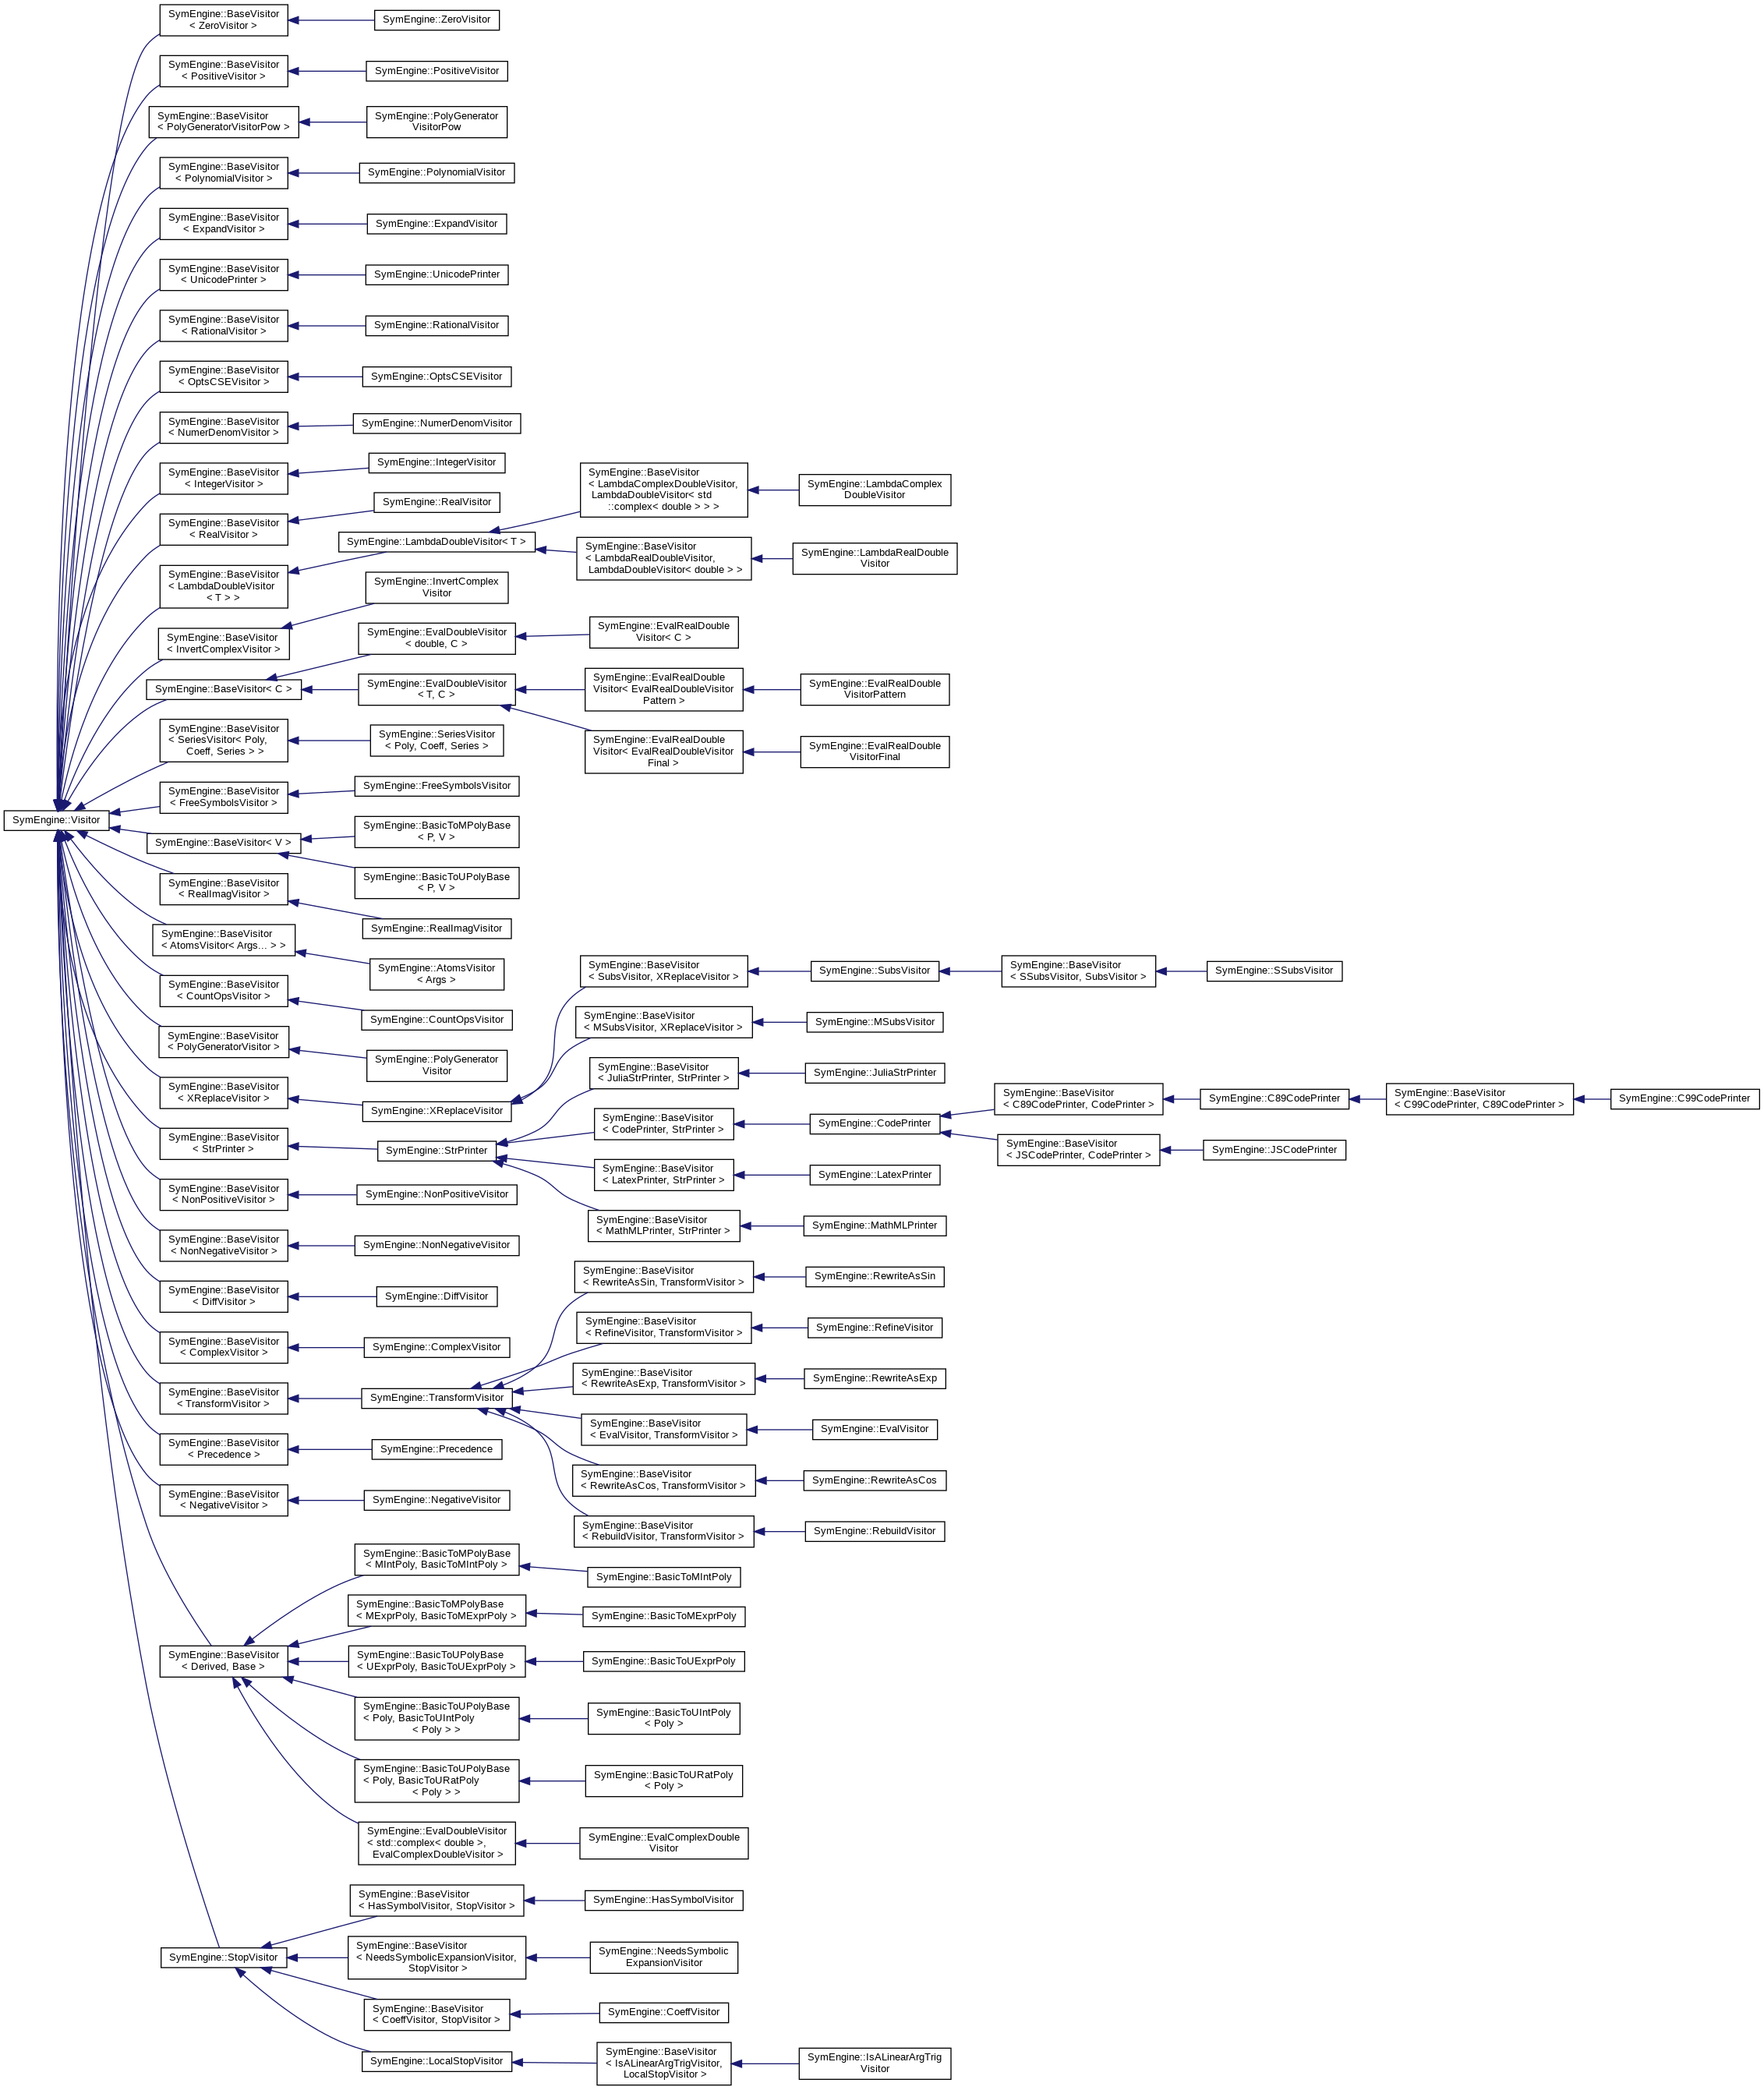 SymEngine::Visitor
SymEngine::BaseVisitor
< ZeroVisitor >
SymEngine::ZeroVisitor
SymEngine::BaseVisitor
< PositiveVisitor >
SymEngine::PositiveVisitor
SymEngine::BaseVisitor
< PolyGeneratorVisitorPow >
SymEngine::PolyGenerator
VisitorPow
SymEngine::BaseVisitor
< PolynomialVisitor >
SymEngine::PolynomialVisitor
SymEngine::BaseVisitor
< ExpandVisitor >
SymEngine::ExpandVisitor
SymEngine::BaseVisitor
< UnicodePrinter >
SymEngine::UnicodePrinter
SymEngine::BaseVisitor
< RationalVisitor >
SymEngine::RationalVisitor
SymEngine::BaseVisitor
< OptsCSEVisitor >
SymEngine::OptsCSEVisitor
SymEngine::BaseVisitor
< NumerDenomVisitor >
SymEngine::NumerDenomVisitor
SymEngine::BaseVisitor
< IntegerVisitor >
SymEngine::IntegerVisitor
SymEngine::BaseVisitor
< RealVisitor >
SymEngine::RealVisitor
SymEngine::BaseVisitor
< LambdaDoubleVisitor
< T > >
SymEngine::LambdaDoubleVisitor< T >
SymEngine::BaseVisitor
< LambdaComplexDoubleVisitor,
LambdaDoubleVisitor< std
::complex< double > > >
SymEngine::LambdaComplex
DoubleVisitor
SymEngine::BaseVisitor
< LambdaRealDoubleVisitor,
LambdaDoubleVisitor< double > >
SymEngine::LambdaRealDouble
Visitor
SymEngine::BaseVisitor
< InvertComplexVisitor >
SymEngine::InvertComplex
Visitor
SymEngine::BaseVisitor< C >
SymEngine::EvalDoubleVisitor
< double, C >
SymEngine::EvalRealDouble
Visitor< C >
SymEngine::EvalDoubleVisitor
< T, C >
SymEngine::EvalRealDouble
Visitor< EvalRealDoubleVisitor
Pattern >
SymEngine::EvalRealDouble
VisitorPattern
SymEngine::EvalRealDouble
Visitor< EvalRealDoubleVisitor
Final >
SymEngine::EvalRealDouble
VisitorFinal
SymEngine::BaseVisitor
< SeriesVisitor< Poly,
Coeff, Series > >
SymEngine::SeriesVisitor
< Poly, Coeff, Series >
SymEngine::BaseVisitor
< FreeSymbolsVisitor >
SymEngine::FreeSymbolsVisitor
SymEngine::BaseVisitor< V >
SymEngine::BasicToMPolyBase
< P, V >
SymEngine::BasicToUPolyBase
< P, V >
SymEngine::BaseVisitor
< RealImagVisitor >
SymEngine::RealImagVisitor
SymEngine::BaseVisitor
< AtomsVisitor< Args... > >
SymEngine::AtomsVisitor
< Args >
SymEngine::BaseVisitor
< CountOpsVisitor >
SymEngine::CountOpsVisitor
SymEngine::BaseVisitor
< PolyGeneratorVisitor >
SymEngine::PolyGenerator
Visitor
SymEngine::BaseVisitor
< XReplaceVisitor >
SymEngine::XReplaceVisitor
SymEngine::BaseVisitor
< SubsVisitor, XReplaceVisitor >
SymEngine::SubsVisitor
SymEngine::BaseVisitor
< SSubsVisitor, SubsVisitor >
SymEngine::SSubsVisitor
SymEngine::BaseVisitor
< MSubsVisitor, XReplaceVisitor >
SymEngine::MSubsVisitor
SymEngine::BaseVisitor
< StrPrinter >
SymEngine::StrPrinter
SymEngine::BaseVisitor
< JuliaStrPrinter, StrPrinter >
SymEngine::JuliaStrPrinter
SymEngine::BaseVisitor
< CodePrinter, StrPrinter >
SymEngine::CodePrinter
SymEngine::BaseVisitor
< C89CodePrinter, CodePrinter >
SymEngine::C89CodePrinter
SymEngine::BaseVisitor
< C99CodePrinter, C89CodePrinter >
SymEngine::C99CodePrinter
SymEngine::BaseVisitor
< JSCodePrinter, CodePrinter >
SymEngine::JSCodePrinter
SymEngine::BaseVisitor
< LatexPrinter, StrPrinter >
SymEngine::LatexPrinter
SymEngine::BaseVisitor
< MathMLPrinter, StrPrinter >
SymEngine::MathMLPrinter
SymEngine::BaseVisitor
< NonPositiveVisitor >
SymEngine::NonPositiveVisitor
SymEngine::BaseVisitor
< NonNegativeVisitor >
SymEngine::NonNegativeVisitor
SymEngine::BaseVisitor
< DiffVisitor >
SymEngine::DiffVisitor
SymEngine::BaseVisitor
< ComplexVisitor >
SymEngine::ComplexVisitor
SymEngine::BaseVisitor
< TransformVisitor >
SymEngine::TransformVisitor
SymEngine::BaseVisitor
< RewriteAsSin, TransformVisitor >
SymEngine::RewriteAsSin
SymEngine::BaseVisitor
< RefineVisitor, TransformVisitor >
SymEngine::RefineVisitor
SymEngine::BaseVisitor
< RewriteAsExp, TransformVisitor >
SymEngine::RewriteAsExp
SymEngine::BaseVisitor
< EvalVisitor, TransformVisitor >
SymEngine::EvalVisitor
SymEngine::BaseVisitor
< RewriteAsCos, TransformVisitor >
SymEngine::RewriteAsCos
SymEngine::BaseVisitor
< RebuildVisitor, TransformVisitor >
SymEngine::RebuildVisitor
SymEngine::BaseVisitor
< Precedence >
SymEngine::Precedence
SymEngine::BaseVisitor
< NegativeVisitor >
SymEngine::NegativeVisitor
SymEngine::BaseVisitor
< Derived, Base >
SymEngine::BasicToMPolyBase
< MIntPoly, BasicToMIntPoly >
SymEngine::BasicToMIntPoly
SymEngine::BasicToMPolyBase
< MExprPoly, BasicToMExprPoly >
SymEngine::BasicToMExprPoly
SymEngine::BasicToUPolyBase
< UExprPoly, BasicToUExprPoly >
SymEngine::BasicToUExprPoly
SymEngine::BasicToUPolyBase
< Poly, BasicToUIntPoly
< Poly > >
SymEngine::BasicToUIntPoly
< Poly >
SymEngine::BasicToUPolyBase
< Poly, BasicToURatPoly
< Poly > >
SymEngine::BasicToURatPoly
< Poly >
SymEngine::EvalDoubleVisitor
< std::complex< double >,
EvalComplexDoubleVisitor >
SymEngine::EvalComplexDouble
Visitor
SymEngine::StopVisitor
SymEngine::BaseVisitor
< HasSymbolVisitor, StopVisitor >
SymEngine::HasSymbolVisitor
SymEngine::BaseVisitor
< NeedsSymbolicExpansionVisitor,
StopVisitor >
SymEngine::NeedsSymbolic
ExpansionVisitor
SymEngine::BaseVisitor
< CoeffVisitor, StopVisitor >
SymEngine::CoeffVisitor
SymEngine::LocalStopVisitor
SymEngine::BaseVisitor
< IsALinearArgTrigVisitor,
LocalStopVisitor >
SymEngine::IsALinearArgTrig
Visitor